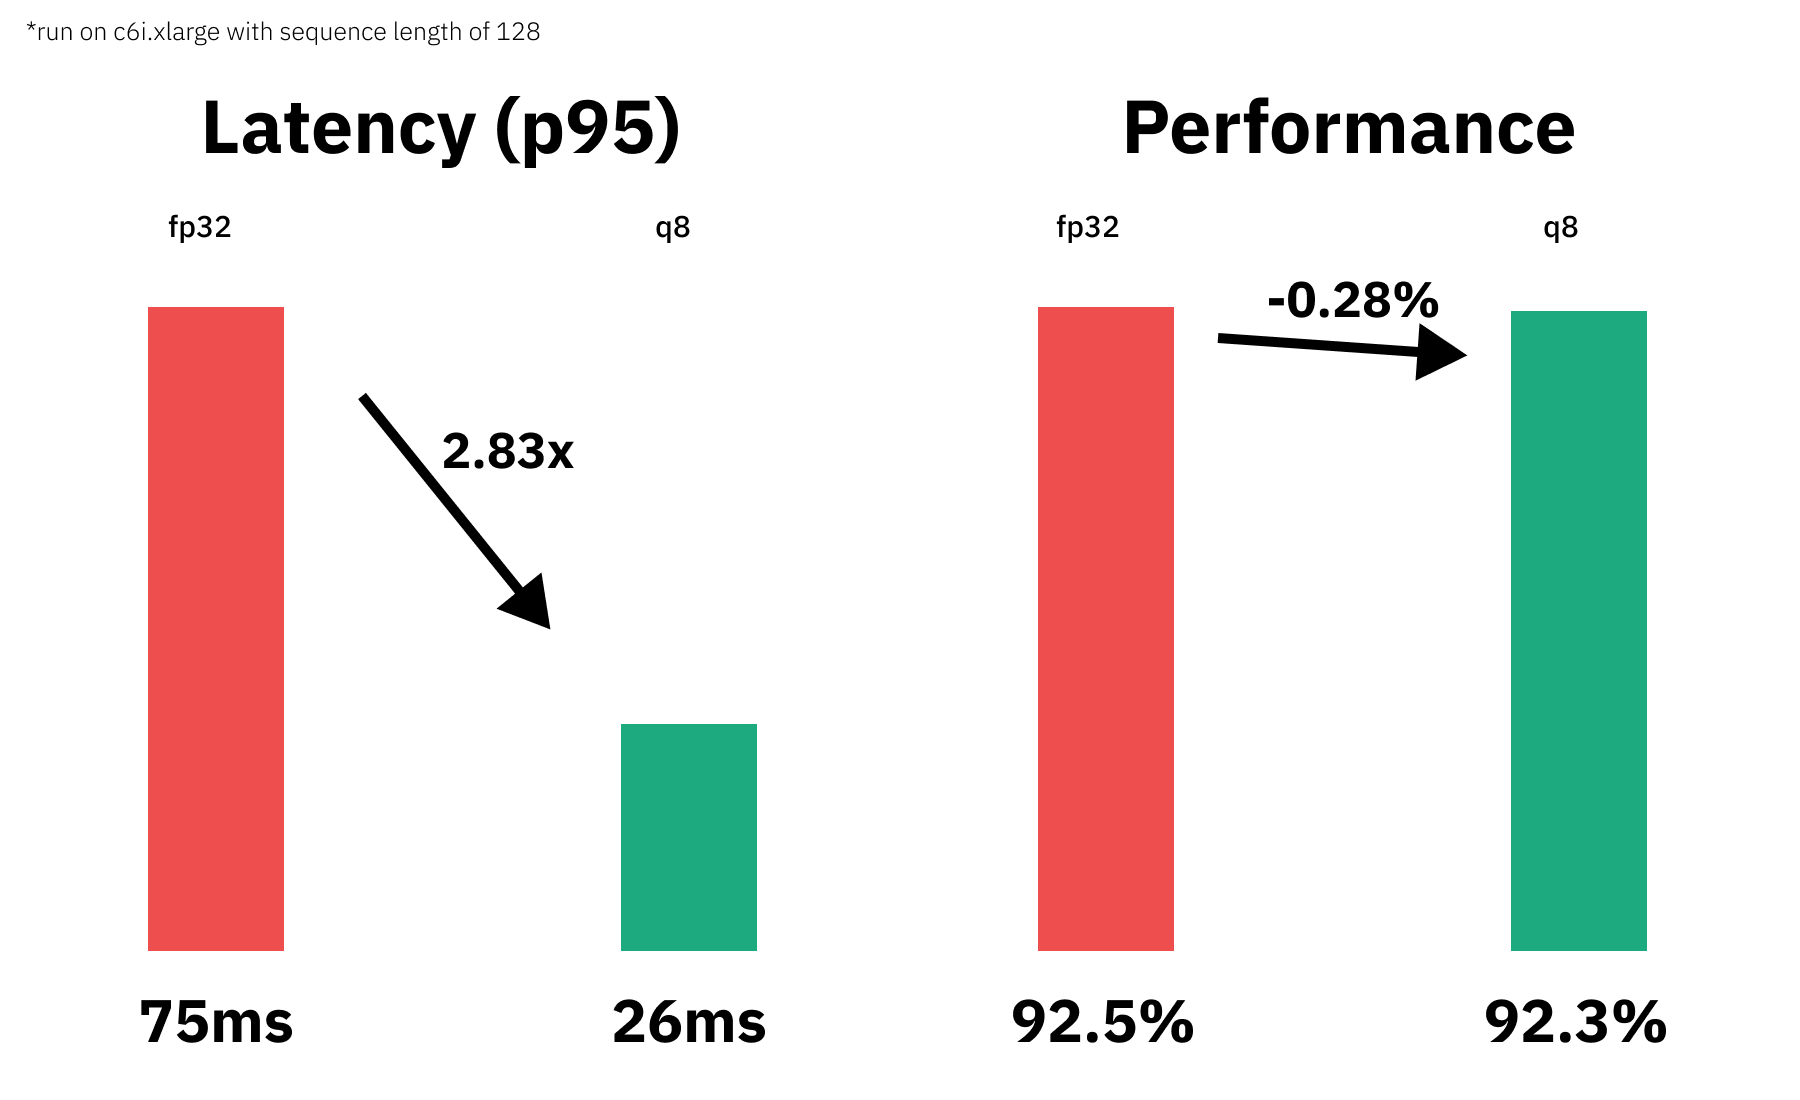 *run on c6i.xlarge with sequence length of 128
Latency (p95)
fp32
q8
2.83x
75ms
26ms
Performance
fp32
q8
-0.28%
92.5%
92.3%